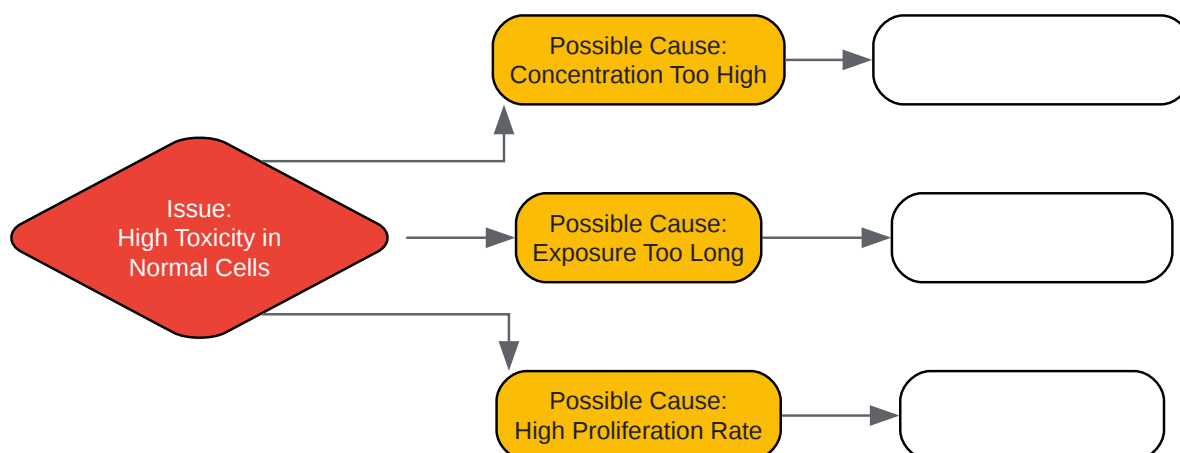 Possible Cause:
Concentration Too High
Issue:
High Toxicity in
Normal Cells
Possible Cause:
Exposure Too Long
Possible Cause:
High Proliferation Rate